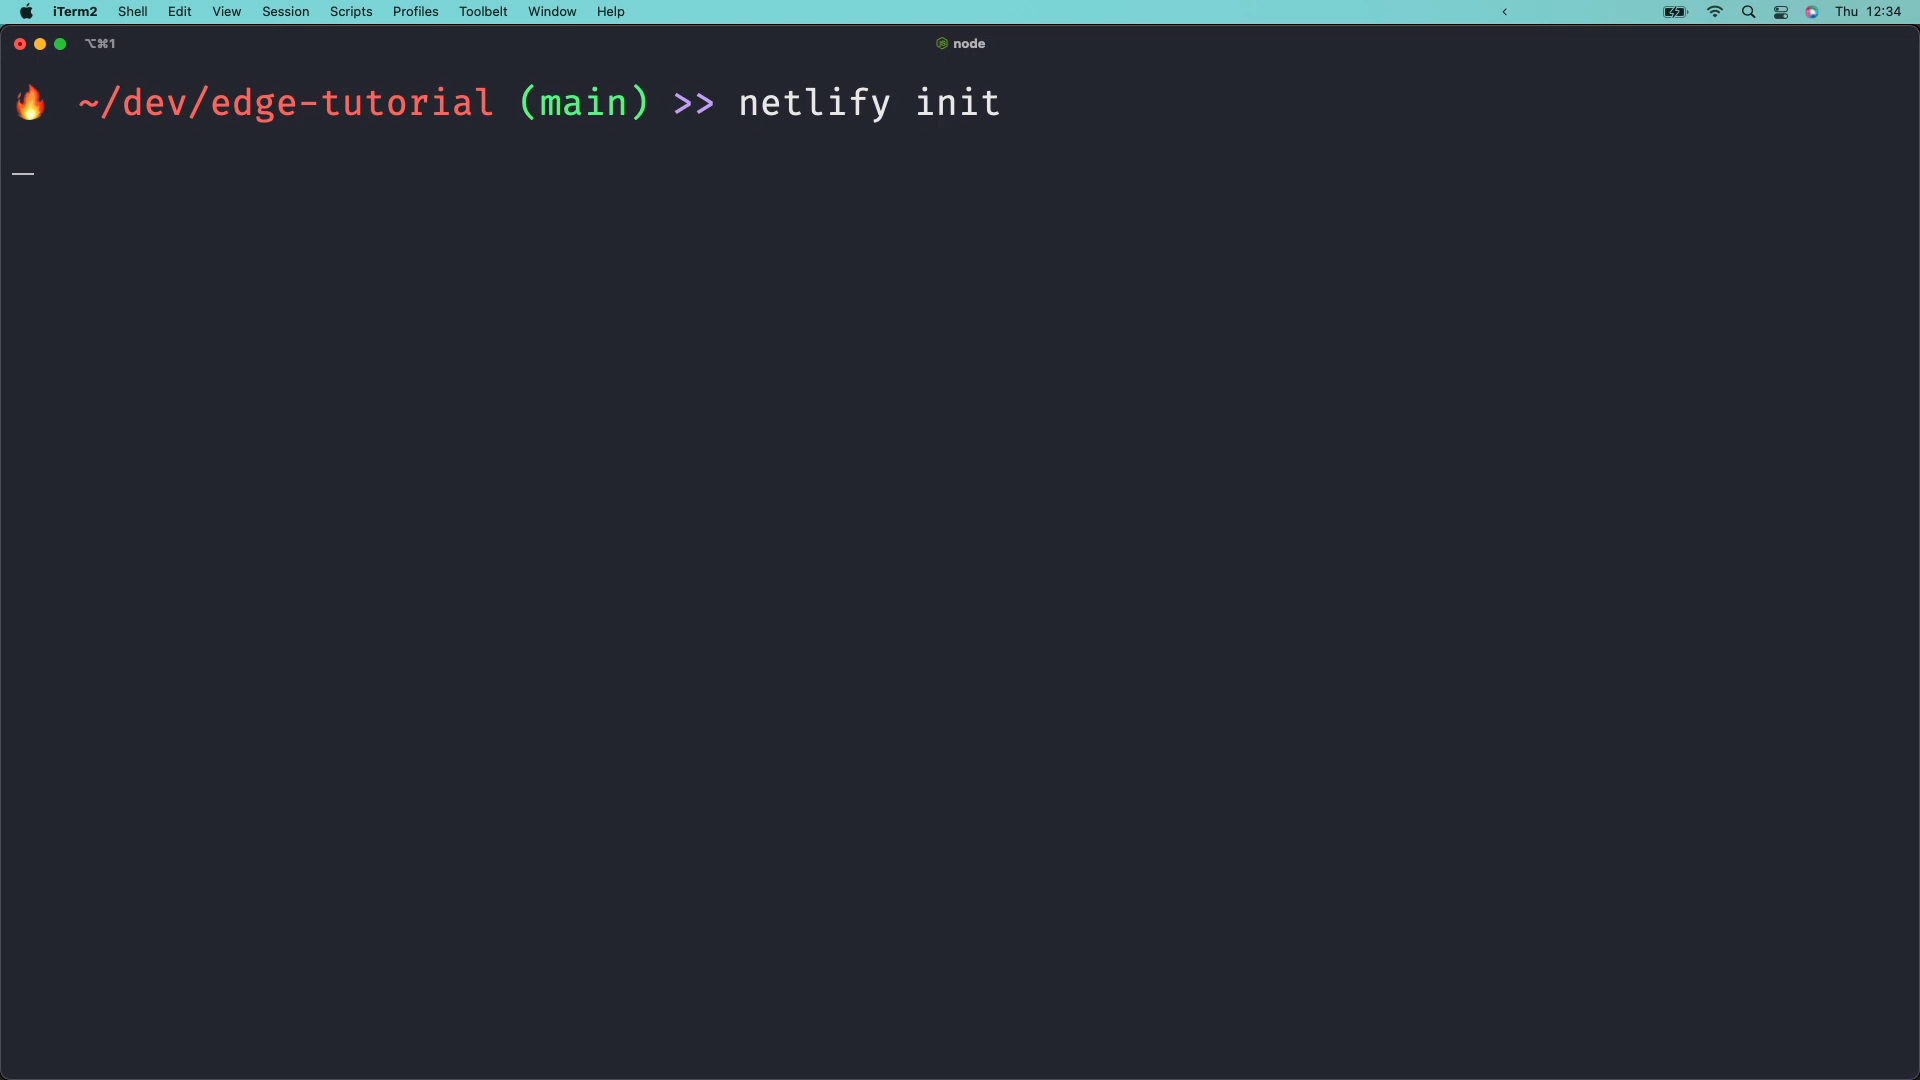 iTerm2 Shell Edit View Session Scripts Profiles Toolbelt Window Help Thu 12:34
⌥⌘1 node
~/dev/edge-tutorial (main) >> netlify init